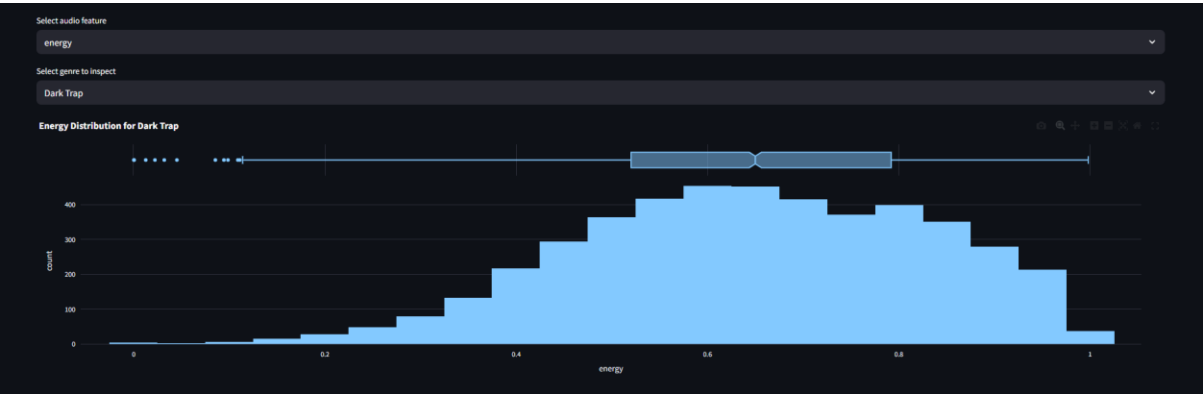 Select audio feature
energy
Select genre to inspect
Dark Trap
Energy Distribution for Dark Trap
400
300
200
100
0
count
0 0.2 0.4 0.6 0.8 1
energy